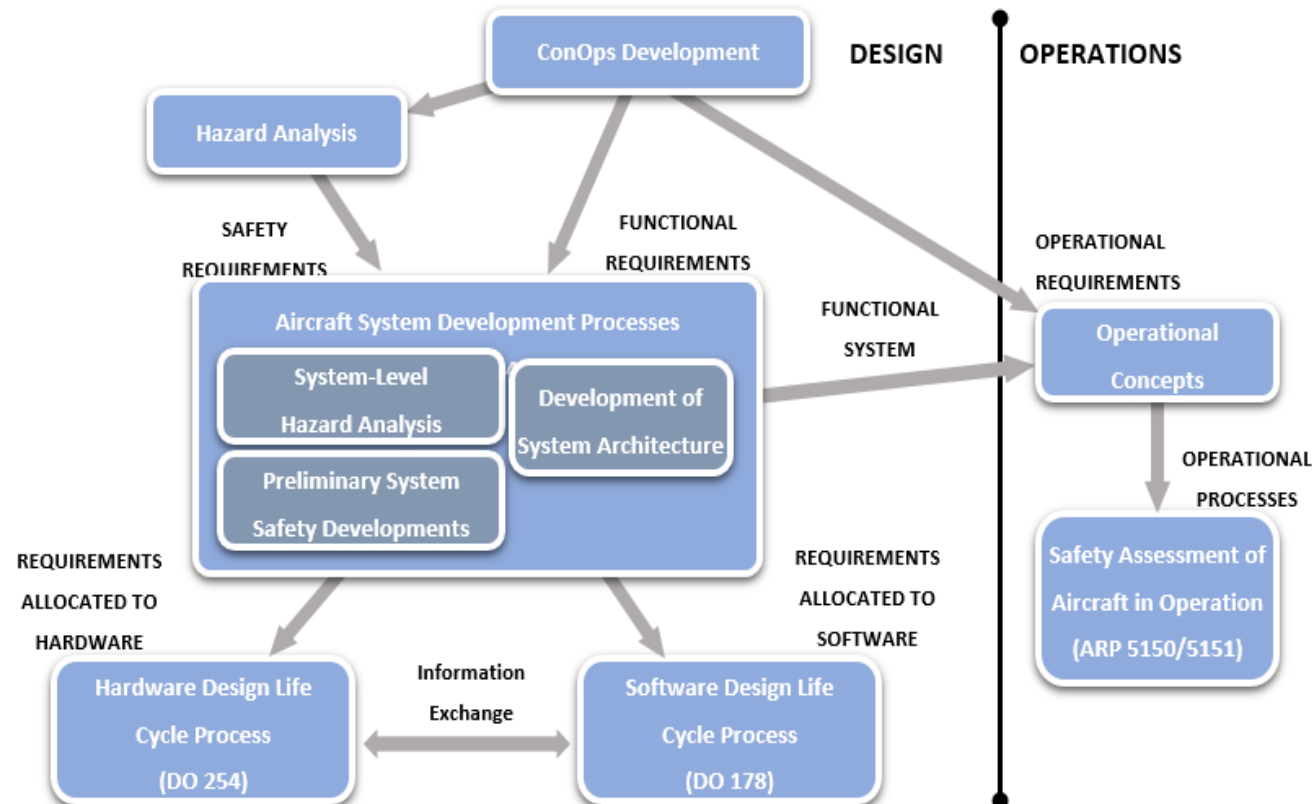 ConOps Development
DESIGN
OPERATIONS
Hazard Analysis
SAFETY
REQUIREMENTS
FUNCTIONAL
REQUIREMENTS
OPERATIONAL
REQUIREMENTS
Aircraft System Development Processes
System-Level
Hazard Analysis
Development of
System Architecture
Preliminary System
Safety Developments
FUNCTIONAL
SYSTEM
Operational
Concepts
OPERATIONAL
PROCESSES
Safety Assessment of
Aircraft in Operation
(ARP 5150/5151)
REQUIREMENTS
ALLOCATED TO
HARDWARE
REQUIREMENTS
ALLOCATED TO
SOFTWARE
Hardware Design Life
Cycle Process
(DO 254)
Information
Exchange
Software Design Life
Cycle Process
(DO 178)